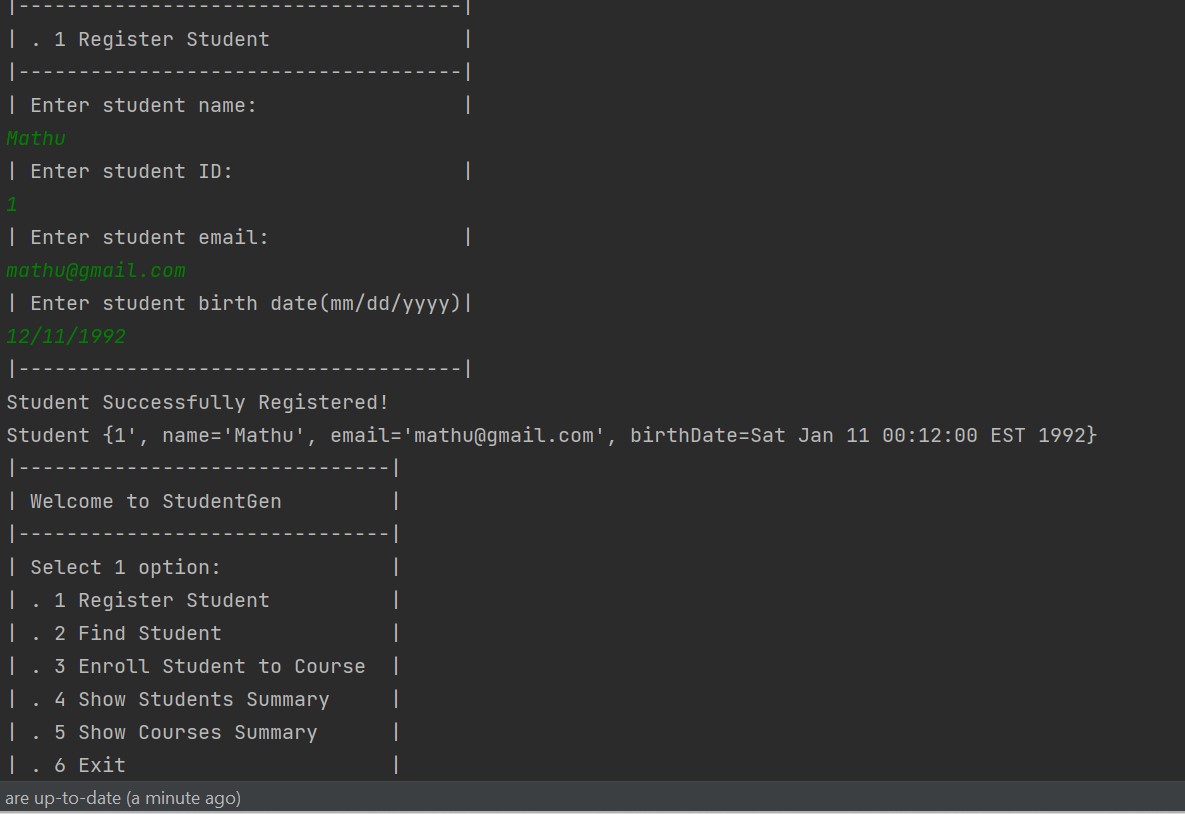 |-------------------------------------|
| . 1 Register Student                |
|-------------------------------------|
| Enter student name:                 |
Mathu
| Enter student ID:                   |
1
| Enter student email:                |
mathu@gmail.com
| Enter student birth date(mm/dd/yyyy)|
12/11/1992
|-------------------------------------|
Student Successfully Registered!
Student {1', name='Mathu', email='mathu@gmail.com', birthDate=Sat Jan 11 00:12:00 EST 1992}
|-------------------------------|
| Welcome to StudentGen         |
|-------------------------------|
| Select 1 option:              |
| . 1 Register Student          |
| . 2 Find Student              |
| . 3 Enroll Student to Course  |
| . 4 Show Students Summary     |
| . 5 Show Courses Summary      |
| . 6 Exit                      |
are up-to-date (a minute ago)